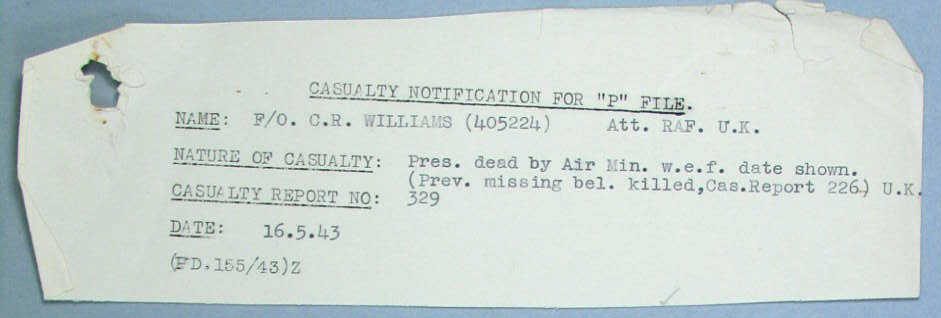 CASUALTY NOTIFICATION FOR "P" FILE.
NAME: F/O. C.R. WILLIAMS (405224) Att. RAF. U.K.
NATURE OF CASUALTY: Pres. dead by Air Min. w.e.f. date shown.
(Prev. missing bel. killed,Cas.Report 226.) U.K.
CASUALTY REPORT NO: 329
DATE: 16.5.43
(FD.155/43)Z